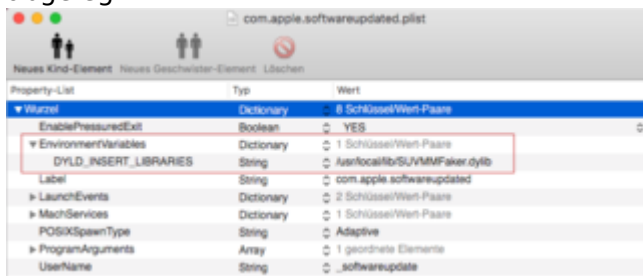 com.apple.softwareupdated.plist
Neues Kind-Element Neues Geschwister-Element Löschen
Property-List Typ Wert
Wurzel Dictionary 8 Schlüssel/Wert-Paare
EnablePressuredExit Boolean YES
EnvironmentVariables Dictionary 1 Schlüssel/Wert-Paare
DYLD_INSERT_LIBRARIES String /usr/local/lib/SUVMMFaker.dylib
Label String com.apple.softwareupdated
LaunchEvents Dictionary 2 Schlüssel/Wert-Paare
MachServices Dictionary 1 Schlüssel/Wert-Paare
POSIXSpawnType String Adaptive
ProgramArguments Array 1 geordnete Elemente
UserName String _softwareupdate